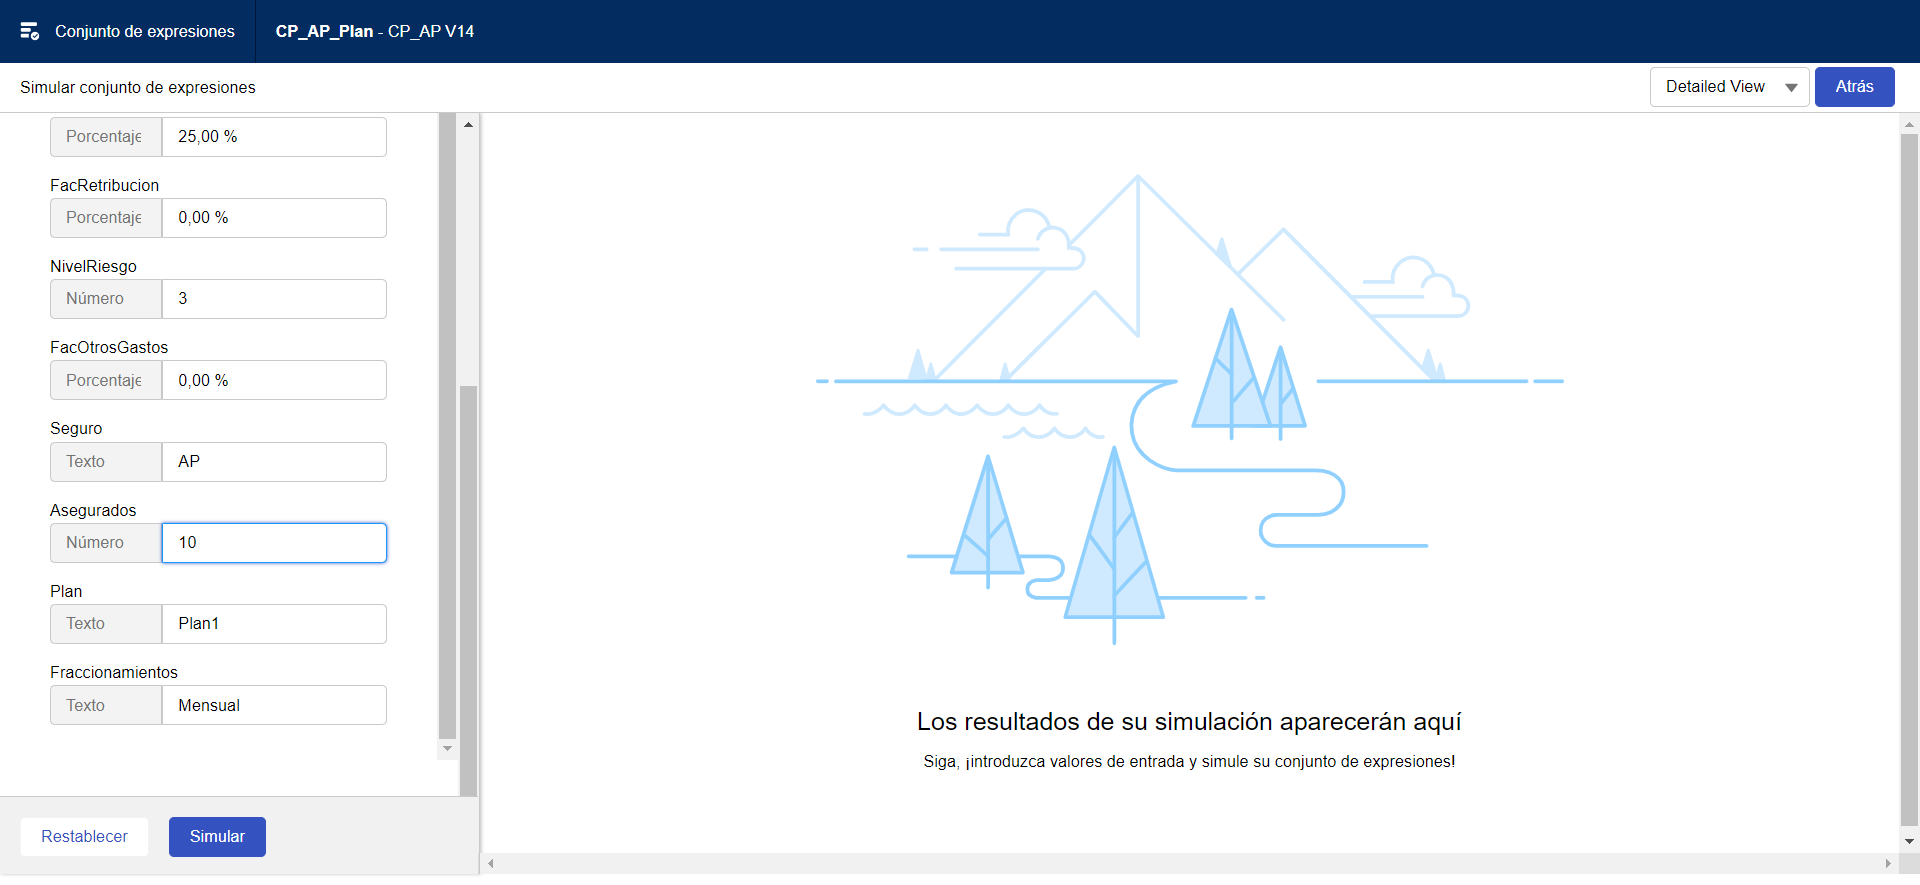 Conjunto de expresiones
CP_AP_Plan - CP_AP V14
Simular conjunto de expresiones
Detailed View
Atrás
Porcentaje
25,00 %
FacRetribucion
Porcentaje
0,00 %
NivelRiesgo
Número
3
FacOtrosGastos
Porcentaje
0,00 %
Seguro
Texto
AP
Asegurados
Número
10
Plan
Texto
Plan1
Fraccionamientos
Texto
Mensual
Restablecer
Simular
Los resultados de su simulación aparecerán aquí
Siga, ¡introduzca valores de entrada y simule su conjunto de expresiones!